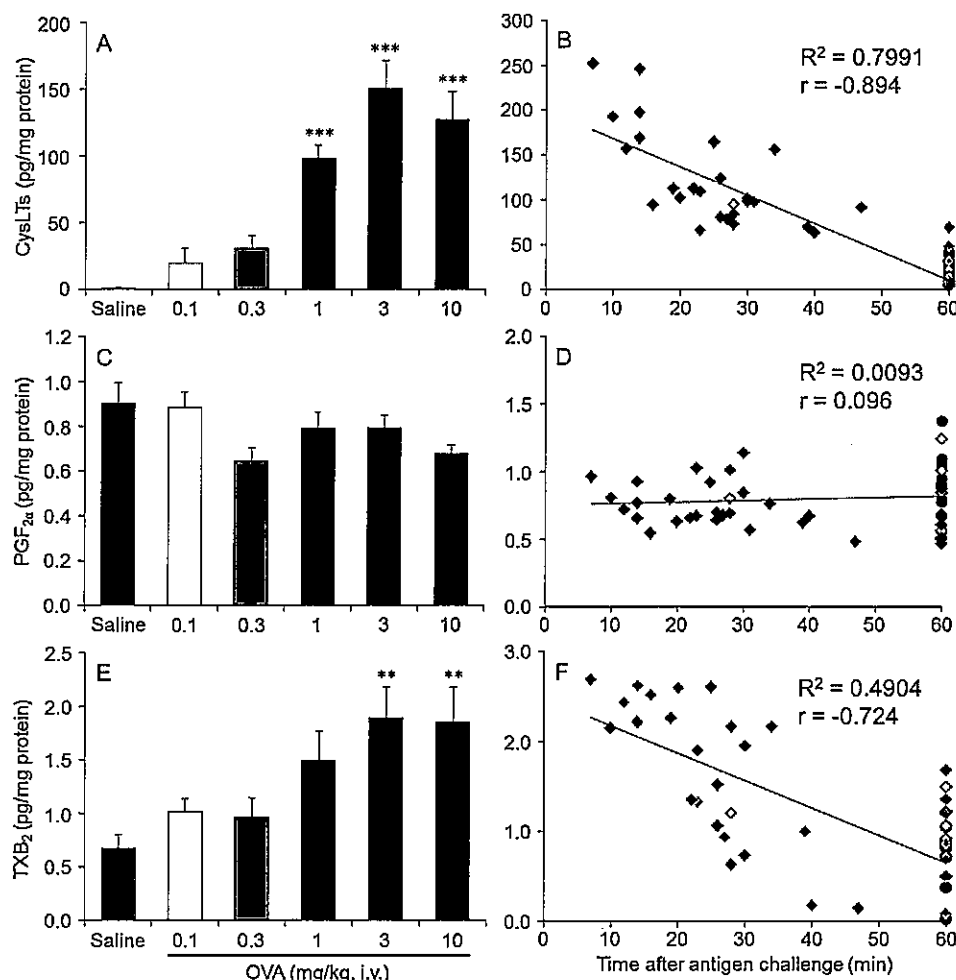 A
CysLTs (pg/mg protein)
200
150
100
50
0
***
***
***
Saline 0.1 0.3 1 3 10
B
R² = 0.7991
r = -0.894
300
250
200
150
100
50
0
0 10 20 30 40 50 60
C
PGF₂α (pg/mg protein)
1.2
1.0
0.8
0.6
0.4
0.2
0.0
Saline 0.1 0.3 1 3 10
D
R² = 0.0093
r = 0.096
2.0
1.5
1.0
0.5
0.0
0 10 20 30 40 50 60
E
TXB₂ (pg/mg protein)
2.5
2.0
1.5
1.0
0.5
0.0
**
**
Saline 0.1 0.3 1 3 10
OVA (mg/kg, i.v.)
F
R² = 0.4904
r = -0.724
3.0
2.0
1.0
0.0
0 10 20 30 40 50 60
Time after antigen challenge (min)